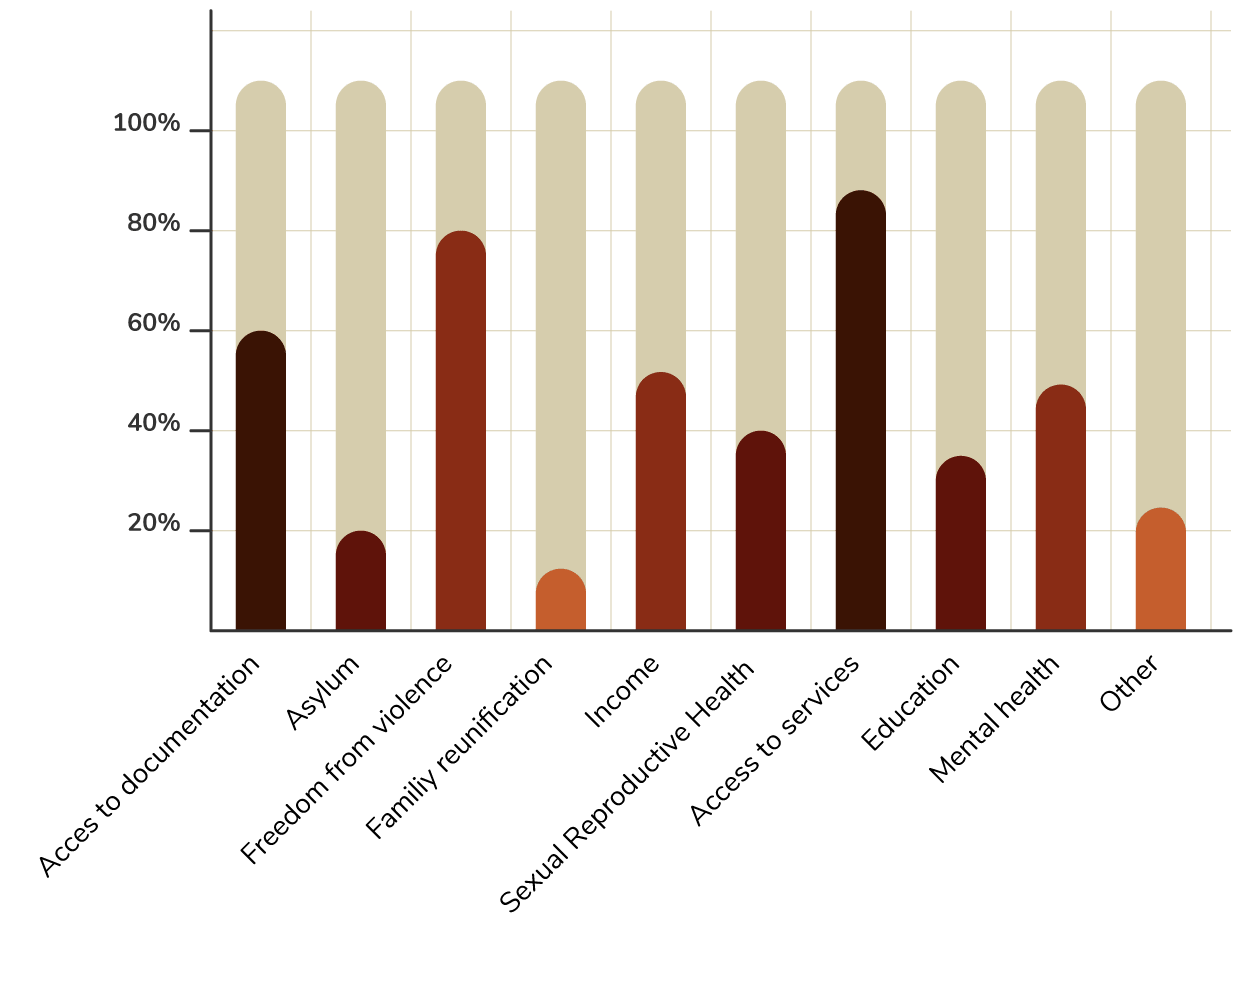 100%
80%
60%
40%
20%
Acces to documentation
Asylum
Freedom from violence
Familiy reunification
Income
Sexual Reproductive Health
Access to services
Education
Mental health
Other